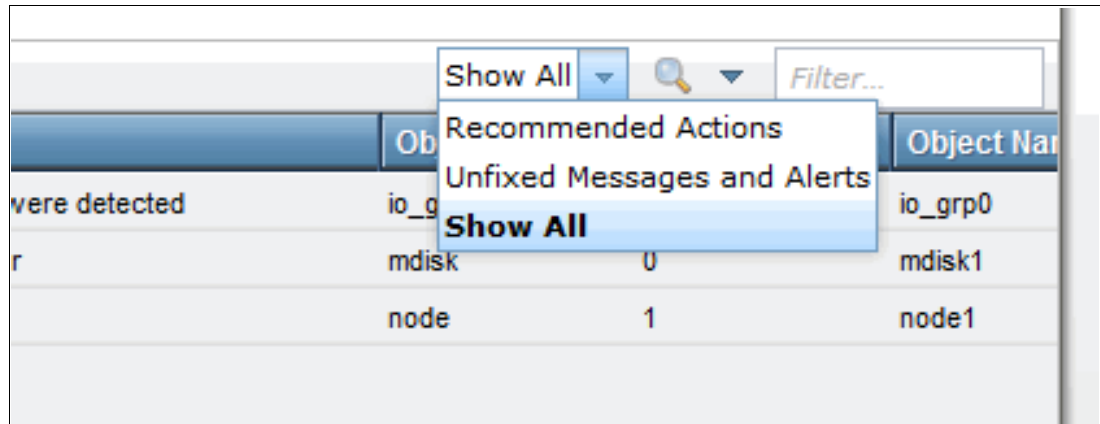 Show All Filter...
Recommended Actions
Ob Object Nar
Unfixed Messages and Alerts
were detected io_g io_grp0
Show All
r mdisk 0 mdisk1
node 1 node1